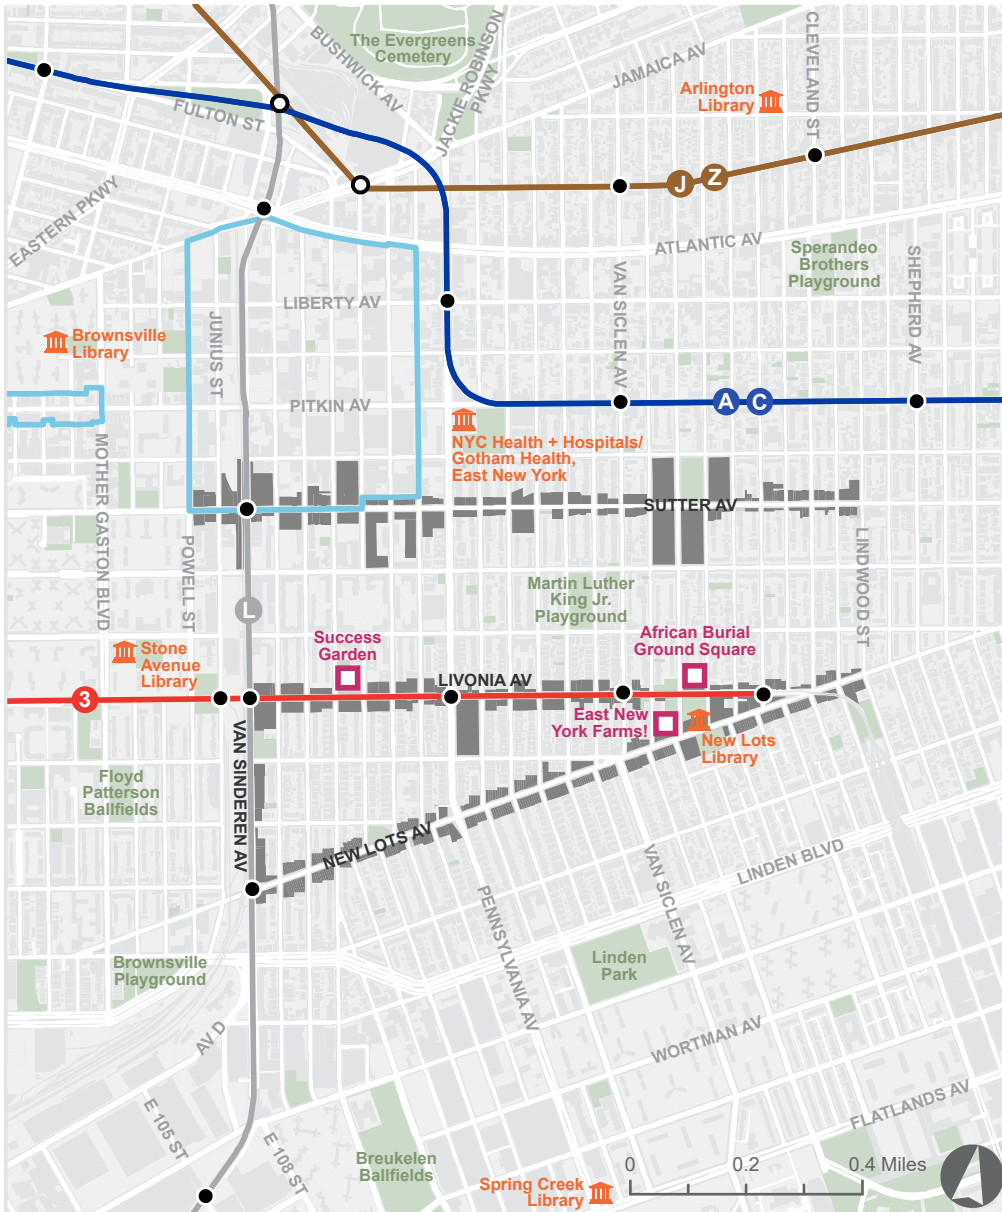 The Evergreens
Cemetery
BUSHWICK AV
JACKIE ROBINSON
PKWY
JAMAICA AV
CLEVELAND ST
Arlington
Library
FULTON ST
J
Z
EASTERN PKWY
ATLANTIC AV
Sperandeo
Brothers
Playground
SHEPHERD AV
VAN SICLEN AV
LIBERTY AV
JUNIUS ST
Brownsville
Library
PITKIN AV
A
C
NYC Health + Hospitals/
Gotham Health,
East New York
MOTHER GASTON BLVD
SUTTER AV
POWELL ST
LINDWOOD ST
Martin Luther
King Jr.
Playground
L
Success
Garden
African Burial
Ground Square
Stone
Avenue
Library
LIVONIA AV
3
East New
York Farms!
New Lots
Library
VAN SINDEREN AV
Floyd
Patterson
Ballfields
NEW LOTS AV
LINDEN BLVD
VAN SICLEN AV
PENNSYLVANIA AV
Brownsville
Playground
Linden
Park
AV D
WORTMAN AV
E 105 ST
E 108 ST
FLATLANDS AV
Breukelen
Ballfields
Spring Creek
Library
0 0.2 0.4 Miles